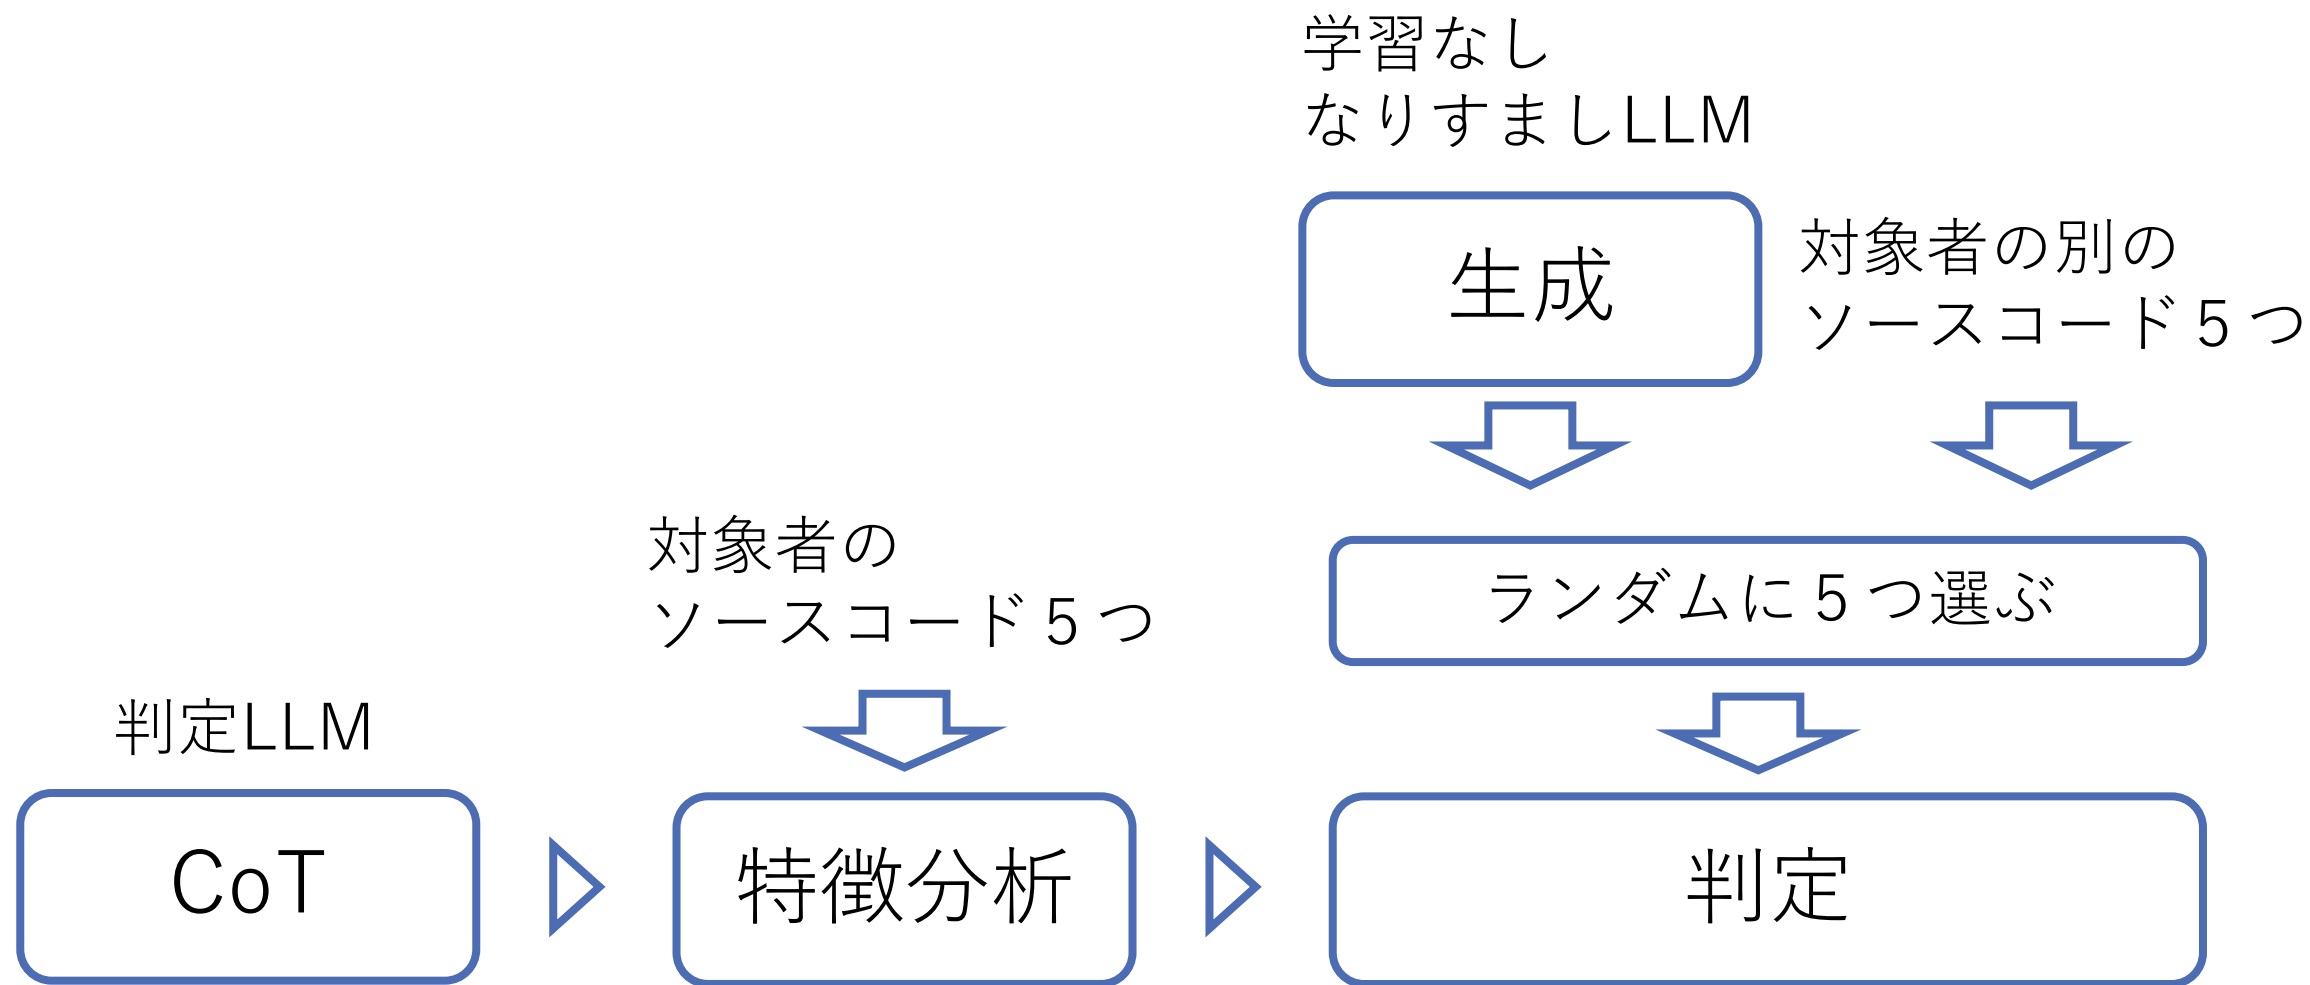 学習なし
なりすましLLM
生成
対象者の別の
ソースコード５つ
対象者の
ソースコード５つ
ランダムに５つ選ぶ
判定LLM
CoT
特徴分析
判定